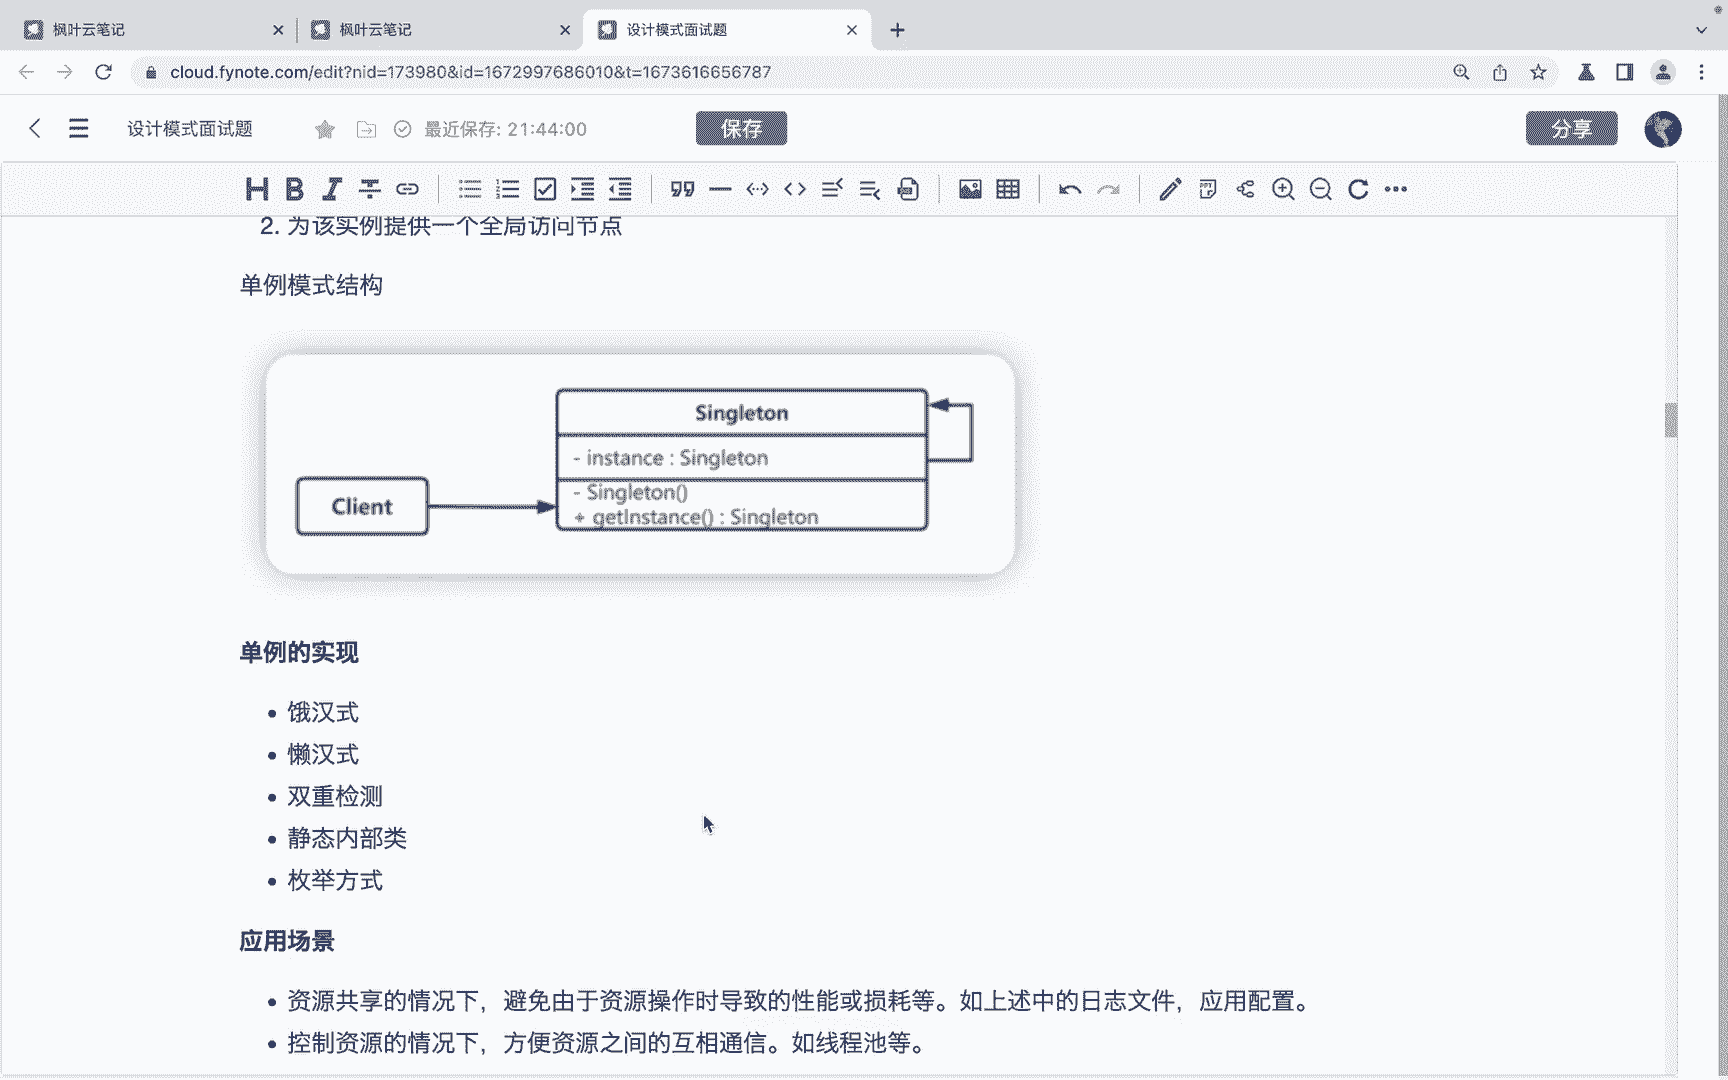 枫叶云笔记
枫叶云笔记
设计模式面试题
cloud.fynote.com/edit?nid=173980&id=1672997686010&t=1673616656787
设计模式面试题
最近保存: 21:44:00
保存
分享
H B I
2. 为该实例提供一个全局访问节点
单例模式结构
Singleton
- instance : Singleton
- Singleton()
+ getInstance() : Singleton
Client
单例的实现
• 饿汉式
• 懒汉式
• 双重检测
• 静态内部类
• 枚举方式
应用场景
• 资源共享的情况下，避免由于资源操作时导致的性能或损耗等。如上述中的日志文件，应用配置。
• 控制资源的情况下，方便资源之间的互相通信。如线程池等。